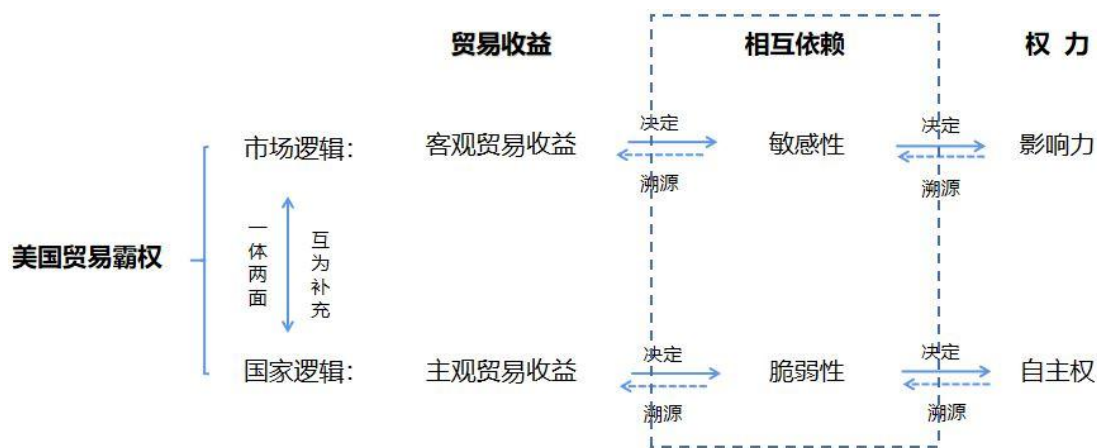 贸易收益 相互依赖 权 力
市场逻辑： 客观贸易收益 决定 敏感性 决定 影响力
溯源 溯源
美国贸易霸权
一体两面
互为补充
国家逻辑： 主观贸易收益 决定 脆弱性 决定 自主权
溯源 溯源